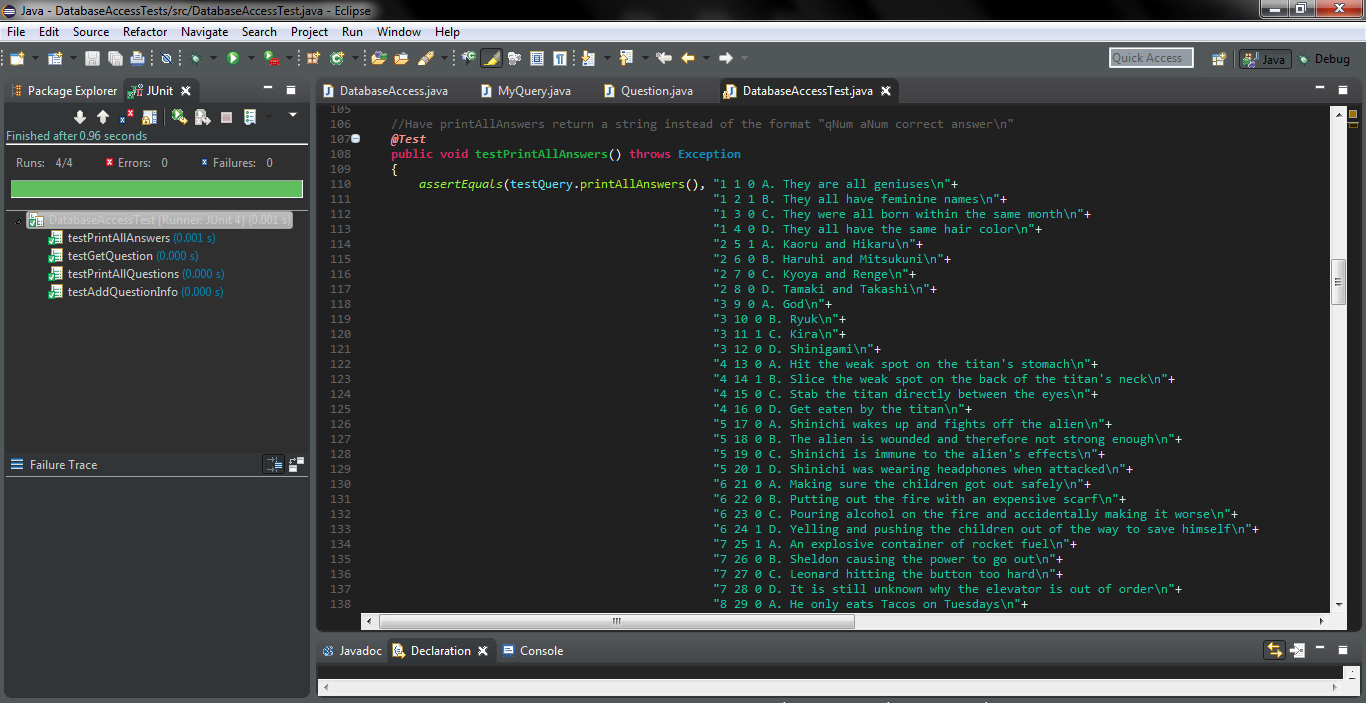 Java - DatabaseAccessTests/src/DatabaseAccessTest.java - Eclipse
File Edit Source Refactor Navigate Search Project Run Window Help
Quick Access
Java
Debug
Package Explorer
JUnit
DatabaseAccess.java
MyQuery.java
Question.java
DatabaseAccessTest.java
Finished after 0.96 seconds
Runs: 4/4
Errors: 0
Failures: 0
DatabaseAccessTest [Runner: JUnit 4] (0.001 s)
testPrintAllAnswers (0.001 s)
testGetQuestion (0.000 s)
testPrintAllQuestions (0.000 s)
testAddQuestionInfo (0.000 s)
Failure Trace
105
106 //Have printAllAnswers return a string instead of the format "qNum aNum correct answer\n"
107 @Test
108 public void testPrintAllAnswers() throws Exception
109 {
110 assertEquals(testQuery.printAllAnswers(), "1 1 0 A. They are all geniuses\n"+
111 "1 2 1 B. They all have feminine names\n"+
112 "1 3 0 C. They were all born within the same month\n"+
113 "1 4 0 D. They all have the same hair color\n"+
114 "2 5 1 A. Kaoru and Hikaru\n"+
115 "2 6 0 B. Haruhi and Mitsukuni\n"+
116 "2 7 0 C. Kyoya and Renge\n"+
117 "2 8 0 D. Tamaki and Takashi\n"+
118 "3 9 0 A. God\n"+
119 "3 10 0 B. Ryuk\n"+
120 "3 11 1 C. Kira\n"+
121 "3 12 0 D. Shinigami\n"+
122 "4 13 0 A. Hit the weak spot on the titan's stomach\n"+
123 "4 14 1 B. Slice the weak spot on the back of the titan's neck\n"+
124 "4 15 0 C. Stab the titan directly between the eyes\n"+
125 "4 16 0 D. Get eaten by the titan\n"+
126 "5 17 0 A. Shinichi wakes up and fights off the alien\n"+
127 "5 18 0 B. The alien is wounded and therefore not strong enough\n"+
128 "5 19 0 C. Shinichi is immune to the alien's effects\n"+
129 "5 20 1 D. Shinichi was wearing headphones when attacked\n"+
130 "6 21 0 A. Making sure the children got out safely\n"+
131 "6 22 0 B. Putting out the fire with an expensive scarf\n"+
132 "6 23 0 C. Pouring alcohol on the fire and accidentally making it worse\n"+
133 "6 24 1 D. Yelling and pushing the children out of the way to save himself\n"+
134 "7 25 1 A. An explosive container of rocket fuel\n"+
135 "7 26 0 B. Sheldon causing the power to go out\n"+
136 "7 27 0 C. Leonard hitting the button too hard\n"+
137 "7 28 0 D. It is still unknown why the elevator is out of order\n"+
138 "8 29 0 A. He only eats Tacos on Tuesdays\n"+
Javadoc
Declaration
Console